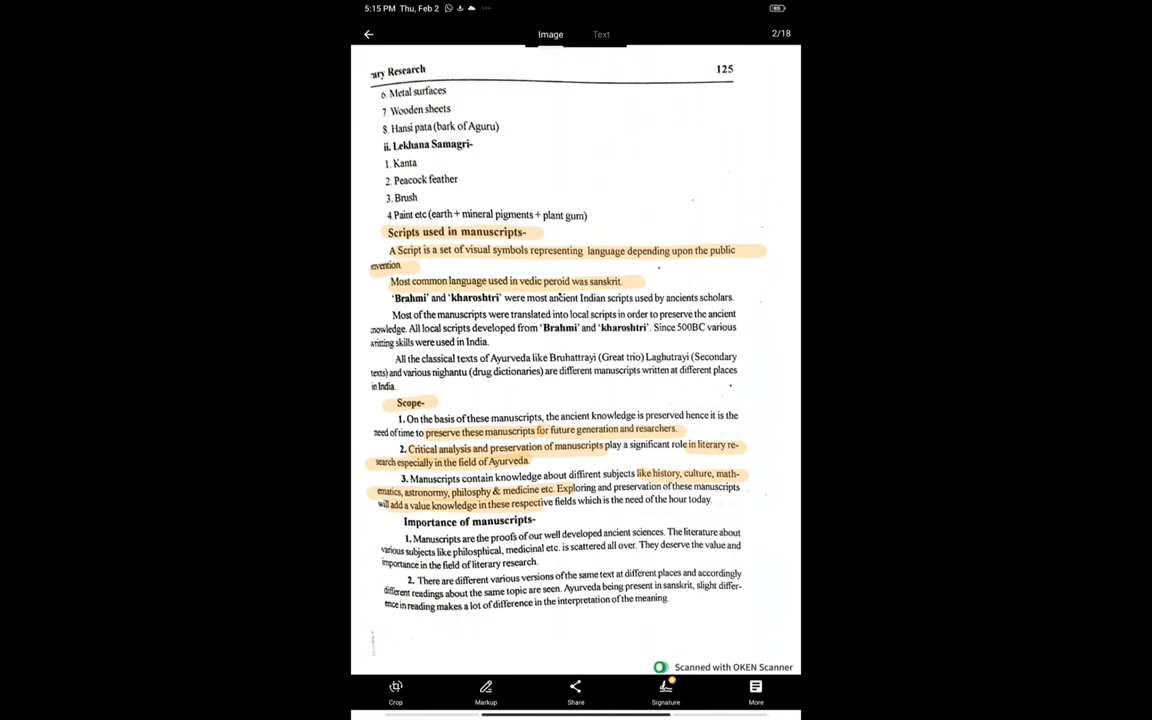 5:15 PM Thu, Feb 2
Image
Text
2/18
ary Research
125
6. Metal surfaces
7. Wooden sheets
8. Hansi pata (bark of Aguru)
ii. Lekhana Samagri-
1. Kanta
2. Peacock feather
3. Brush
4. Paint etc (earth + mineral pigments + plant gum)
Scripts used in manuscripts-
A Script is a set of visual symbols representing language depending upon the public
nvention.
Most common language used in vedic peroid was sanskrit.
'Brahmi' and 'kharoshtri' were most ancient Indian scripts used by ancients scholars.
Most of the manuscripts were translated into local scripts in order to preserve the ancient
nowledge. All local scripts developed from 'Brahmi' and 'kharoshtri'. Since 500BC various
writting skills were used in India.
All the classical texts of Ayurveda like Bruhattrayi (Great trio) Laghutrayi (Secondary
texts) and various nighantu (drug dictionaries) are different manuscripts written at different places
in India.
Scope-
1. On the basis of these manuscripts, the ancient knowledge is preserved hence it is the
need of time to preserve these manuscripts for future generation and resarchers.
2. Critical analysis and preservation of manuscripts play a significant role in literary re-
search especially in the field of Ayurveda.
3. Manuscripts contain knowledge about diffirent subjects like history, culture, math-
ematics, astronormy, philosphy & medicine etc. Exploring and preservation of these manuscripts
will add a value knowledge in these respective fields which is the need of the hour today.
Importance of manuscripts-
1. Manuscripts are the proofs of our well developed ancient sciences. The literature about
various subjects like philosphical, medicinal etc. is scattered all over. They deserve the value and
importance in the field of literary research.
2. There are different various versions of the same text at different places and accordingly
different readings about the same topic are seen. Ayurveda being present in sanskrit, slight differ-
ence in reading makes a lot of difference in the interpretation of the meaning.
Scanned with OKEN Scanner
Crop
Markup
Share
Signature
More